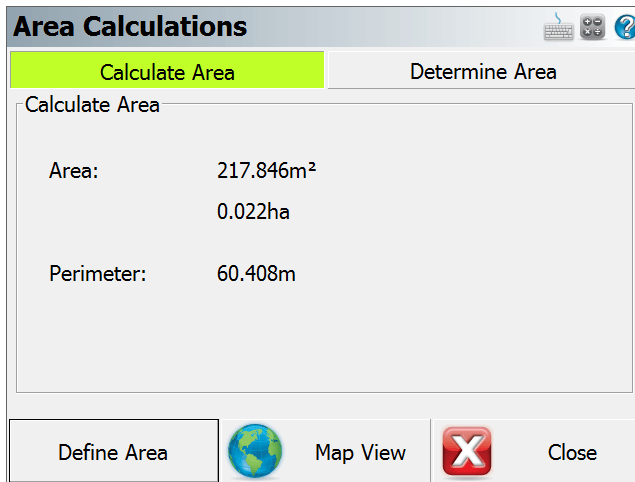 Area Calculations
Calculate Area
Determine Area
Calculate Area
Area: 217.846m²
0.022ha
Perimeter: 60.408m
Define Area
Map View
Close